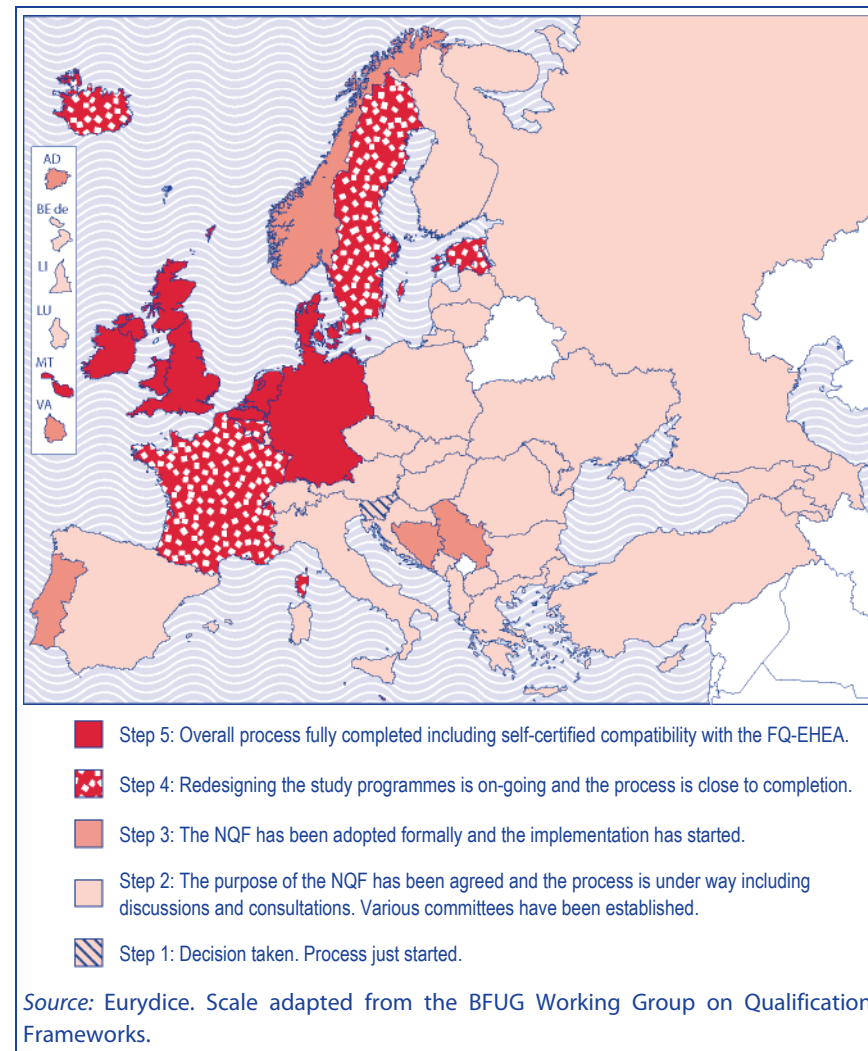 AD
BE de
LI
LU
MT
VA
Step 5: Overall process fully completed including self-certified compatibility with the FQ-EHEA.
Step 4: Redesigning the study programmes is on-going and the process is close to completion.
Step 3: The NQF has been adopted formally and the implementation has started.
Step 2: The purpose of the NQF has been agreed and the process is under way including
discussions and consultations. Various committees have been established.
Step 1: Decision taken. Process just started.
Source: Eurydice. Scale adapted from the BFUG Working Group on Qualification
Frameworks.